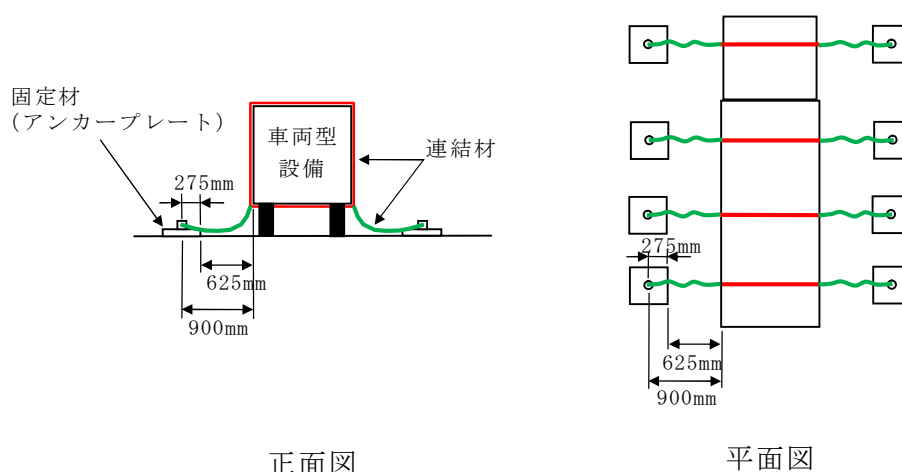 固定材
(アンカープレート)
275mm
車両型
設備
連結材
625mm
900mm
正面図
275mm
625mm
900mm
平面図